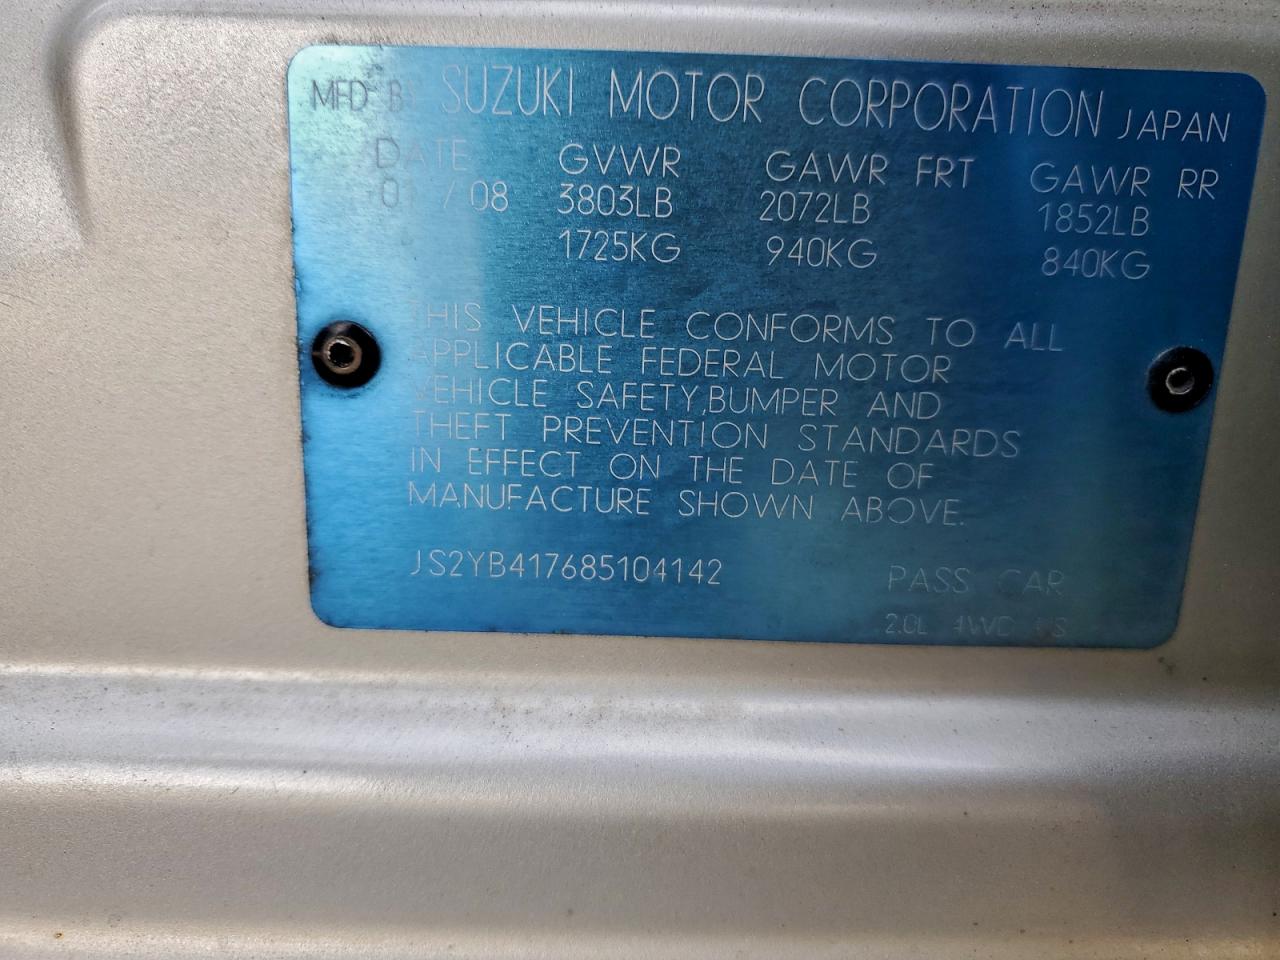 MFD BY SUZUKI MOTOR CORPORATION JAPAN
DATE GVWR GAWR FRT GAWR RR
01 / 08 3803LB 2072LB 1852LB
1725KG 940KG 840KG
THIS VEHICLE CONFORMS TO ALL
APPLICABLE FEDERAL MOTOR
VEHICLE SAFETY,BUMPER AND
THEFT PREVENTION STANDARDS
IN EFFECT ON THE DATE OF
MANUFACTURE SHOWN ABOVE.
JS2YB417685104142 PASS CAR
2.0L 4WD US